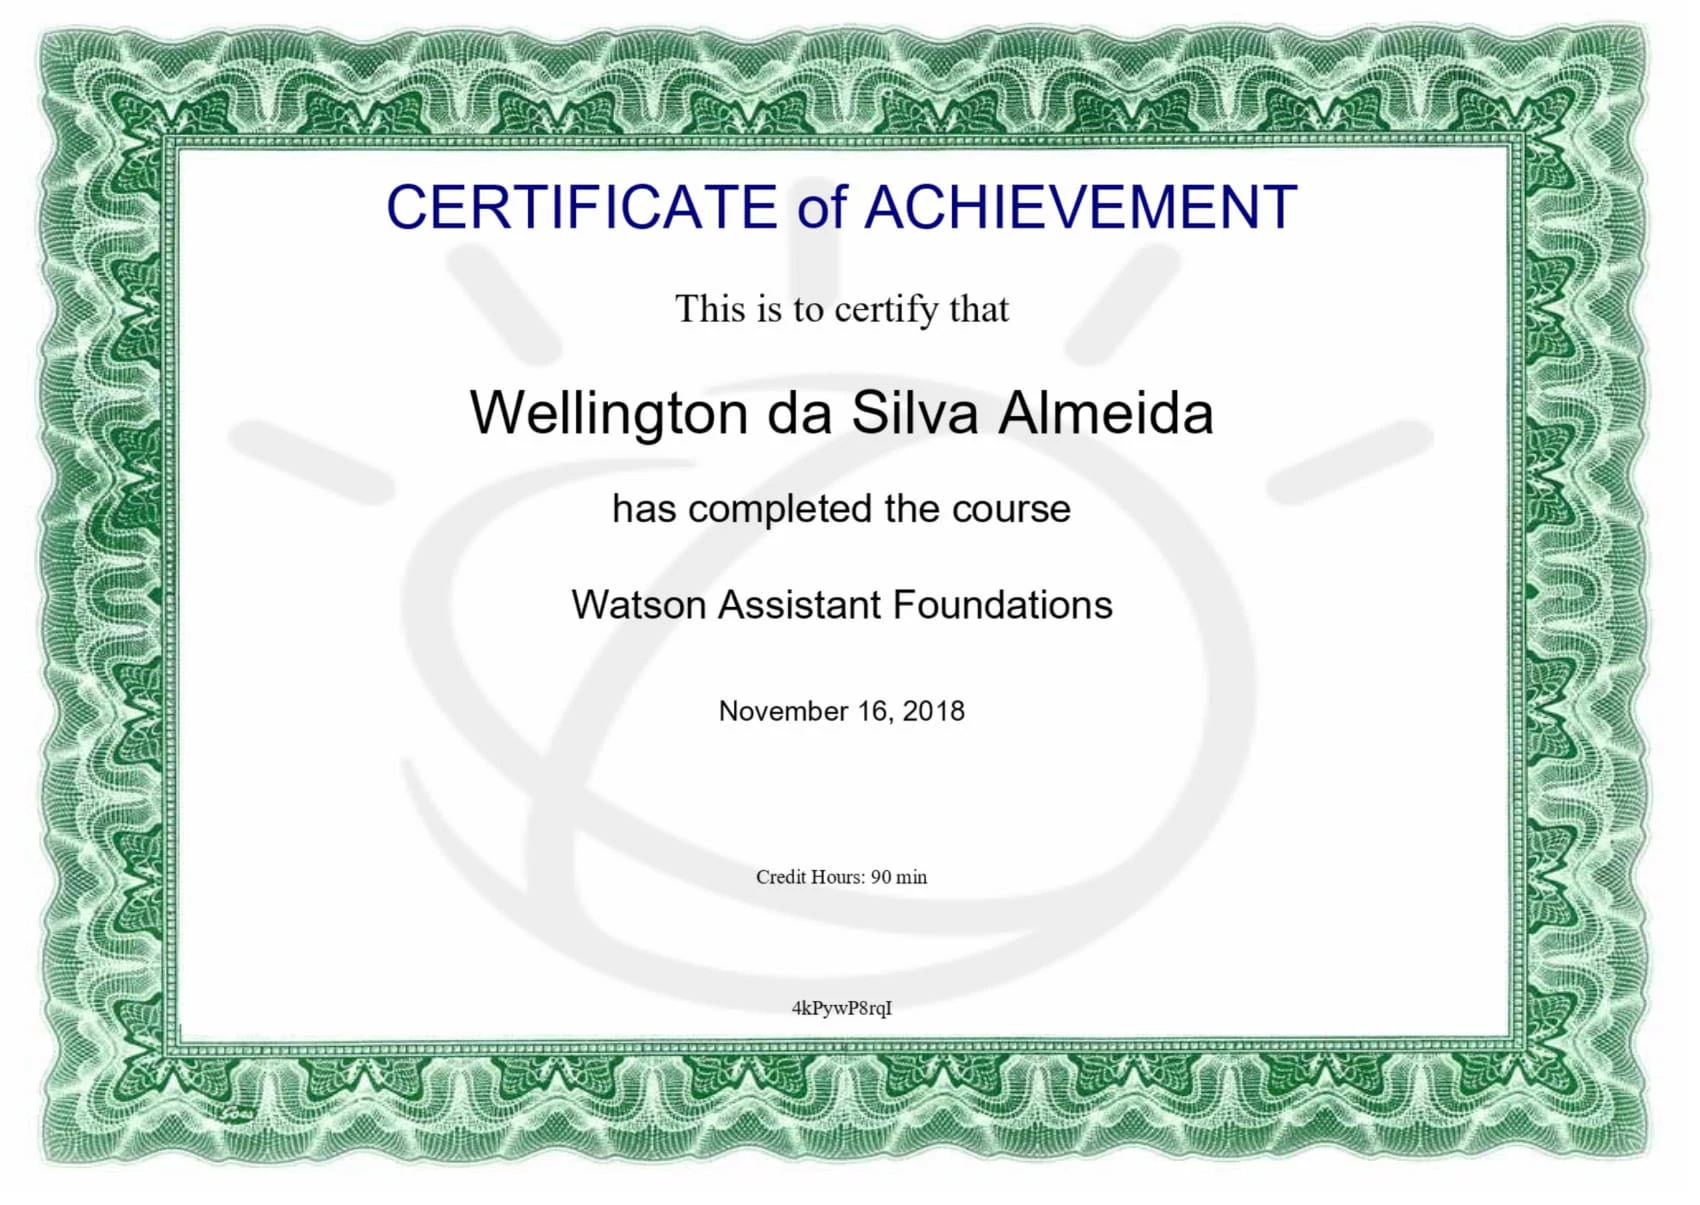 CERTIFICATE of ACHIEVEMENT
This is to certify that
Wellington da Silva Almeida
has completed the course
Watson Assistant Foundations
November 16, 2018
Credit Hours: 90 min
4kPywP8rqI